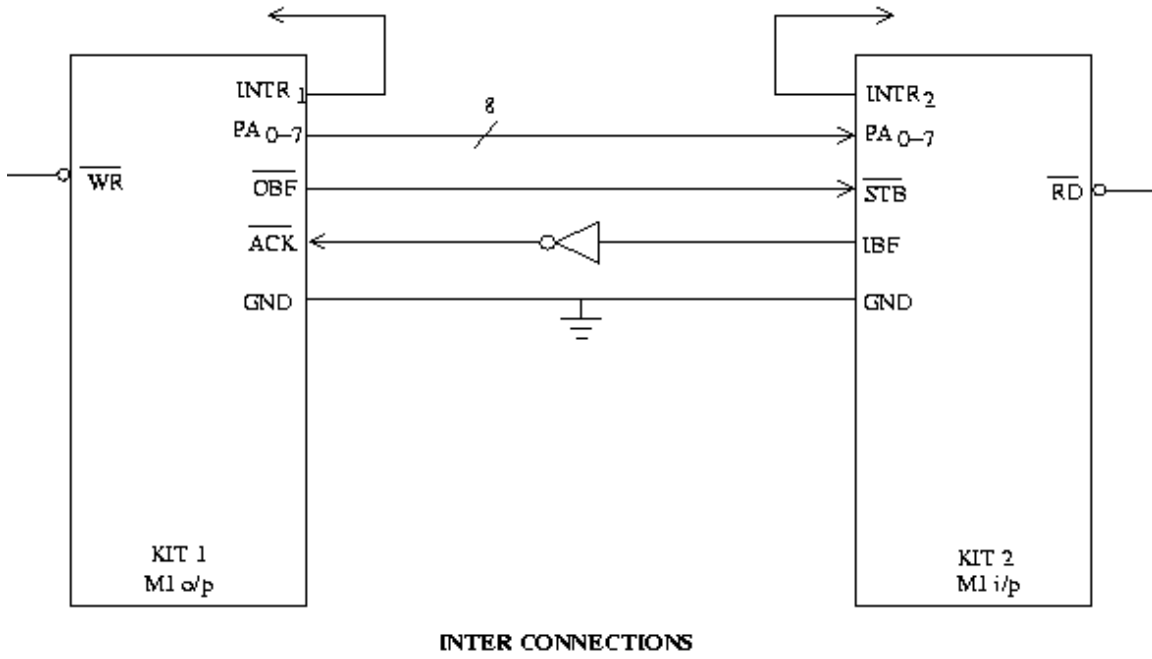 INTR 1
PA 0-7
WR
OBF
ACK
GND
KIT 1
M1 o/p
8
INTR 2
PA 0-7
STB
RD
IBF
GND
KIT 2
M1 i/p
INTER CONNECTIONS